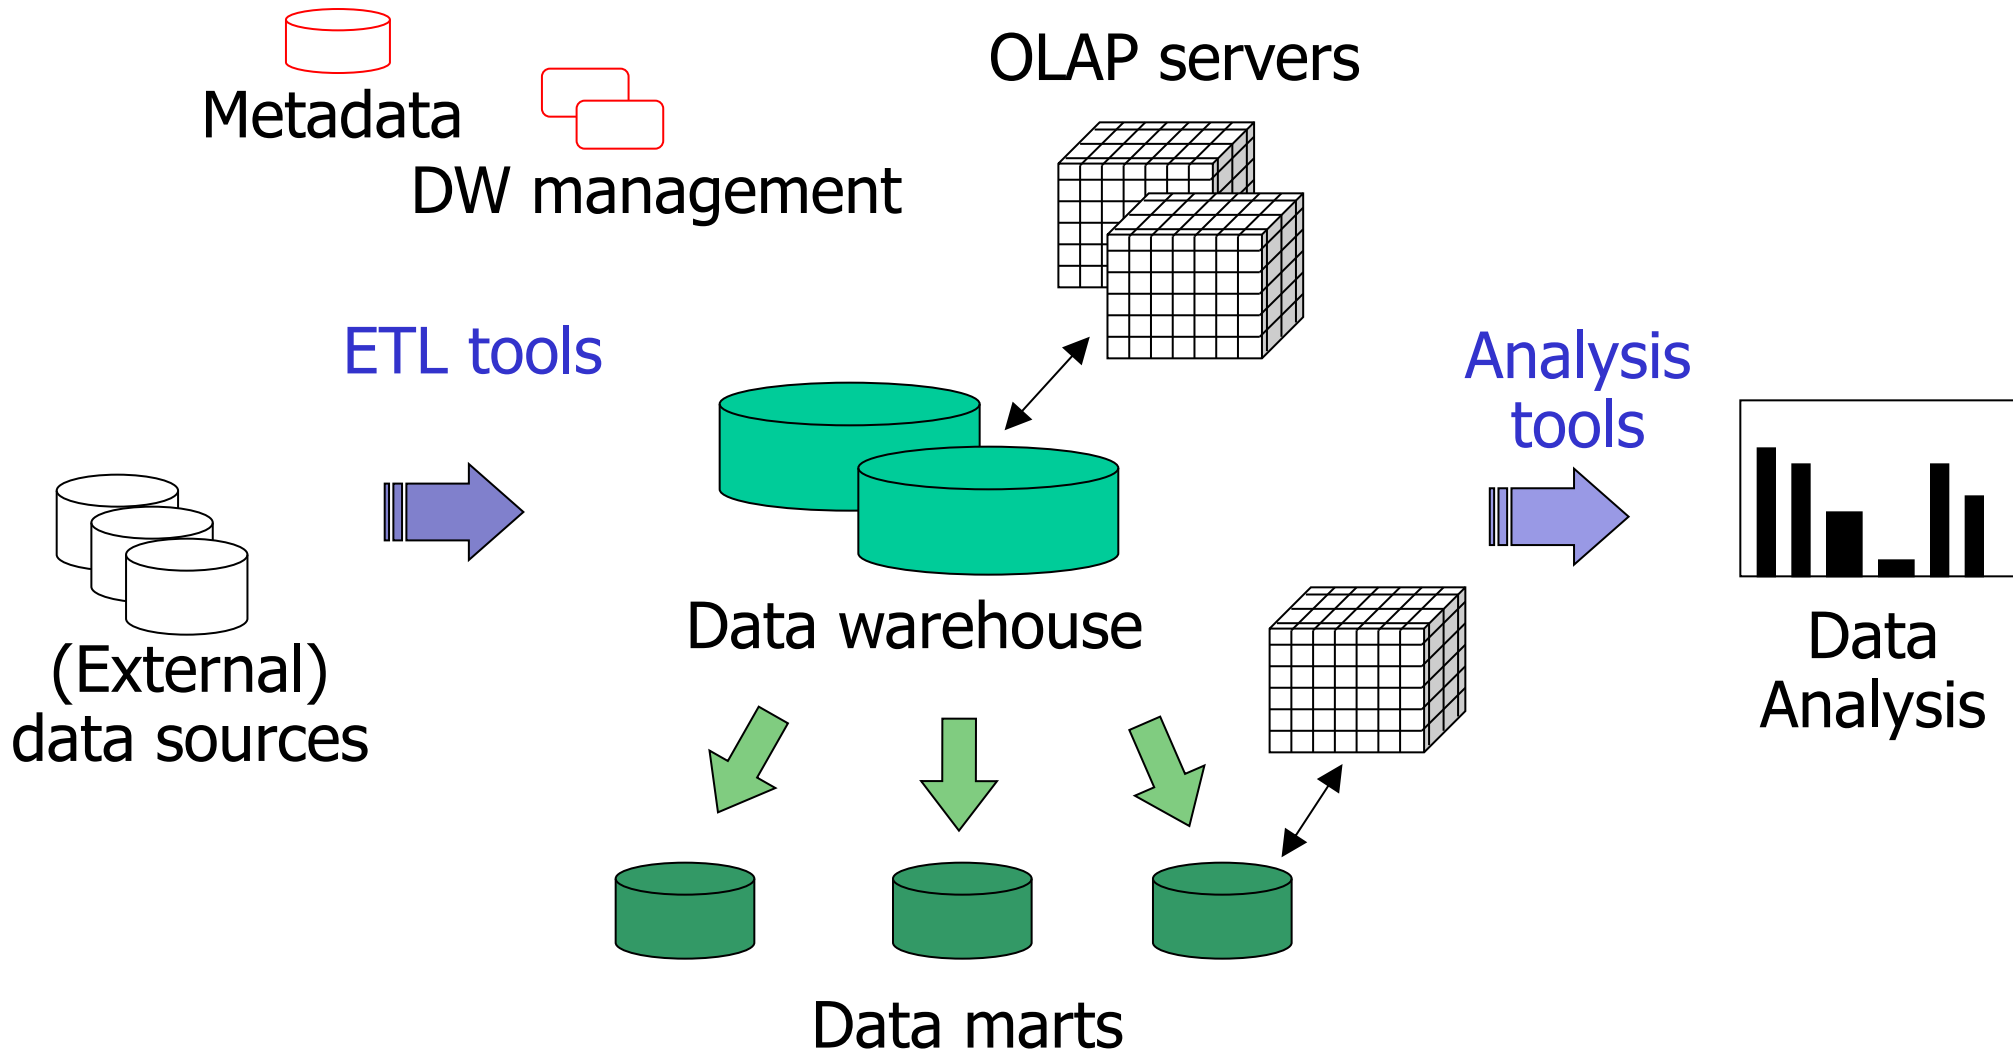 OLAP servers
Metadata
DW management
ETL tools
Analysis
tools
Data warehouse
(External)
data sources
Data
Analysis
Data marts